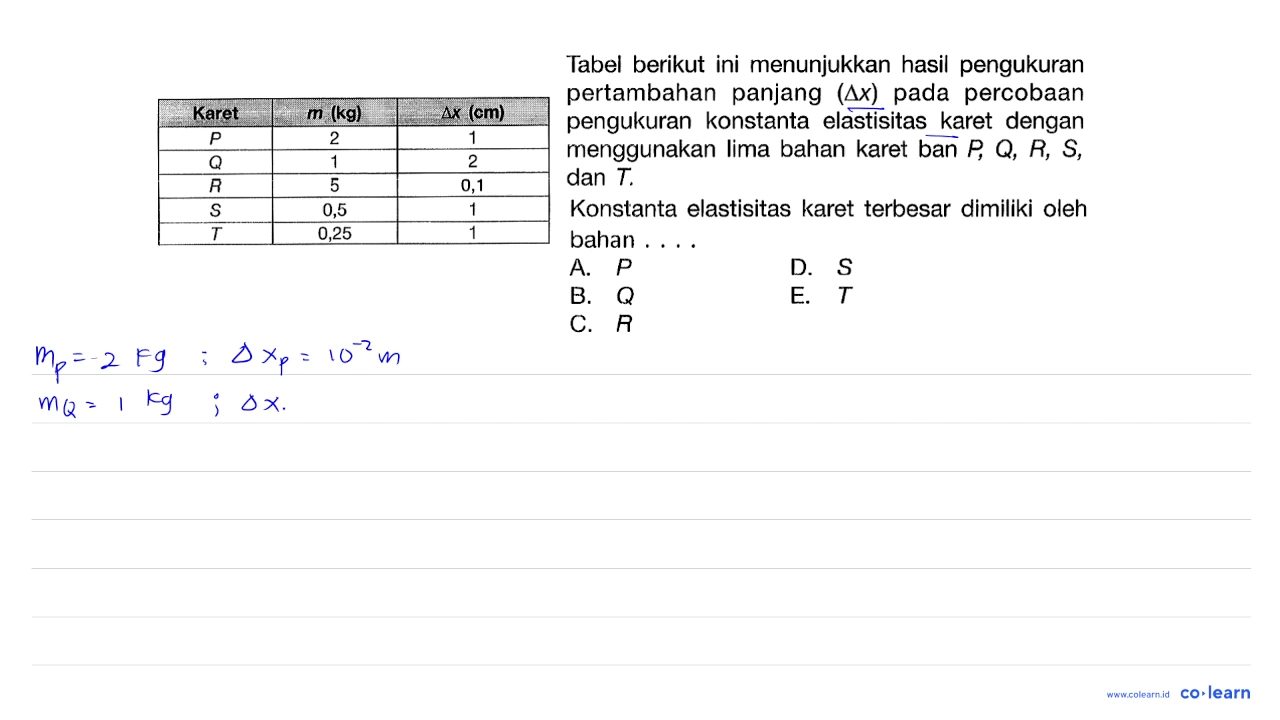 Tabel berikut ini menunjukkan hasil pengukuran
pertambahan panjang (Δx) pada percobaan
pengukuran konstanta elastisitas karet dengan
menggunakan lima bahan karet ban P, Q, R, S,
dan T.
Karet m (kg) Δx (cm)
P 2 1
Q 1 2
R 5 0,1
S 0,5 1
T 0,25 1
Konstanta elastisitas karet terbesar dimiliki oleh
bahan . . . .
A. P D. S
B. Q E. T
C. R
m_P = 2 kg ; Δx_P = 10⁻² m
m_Q = 1 kg ; Δx.
www.colearn.id co·learn